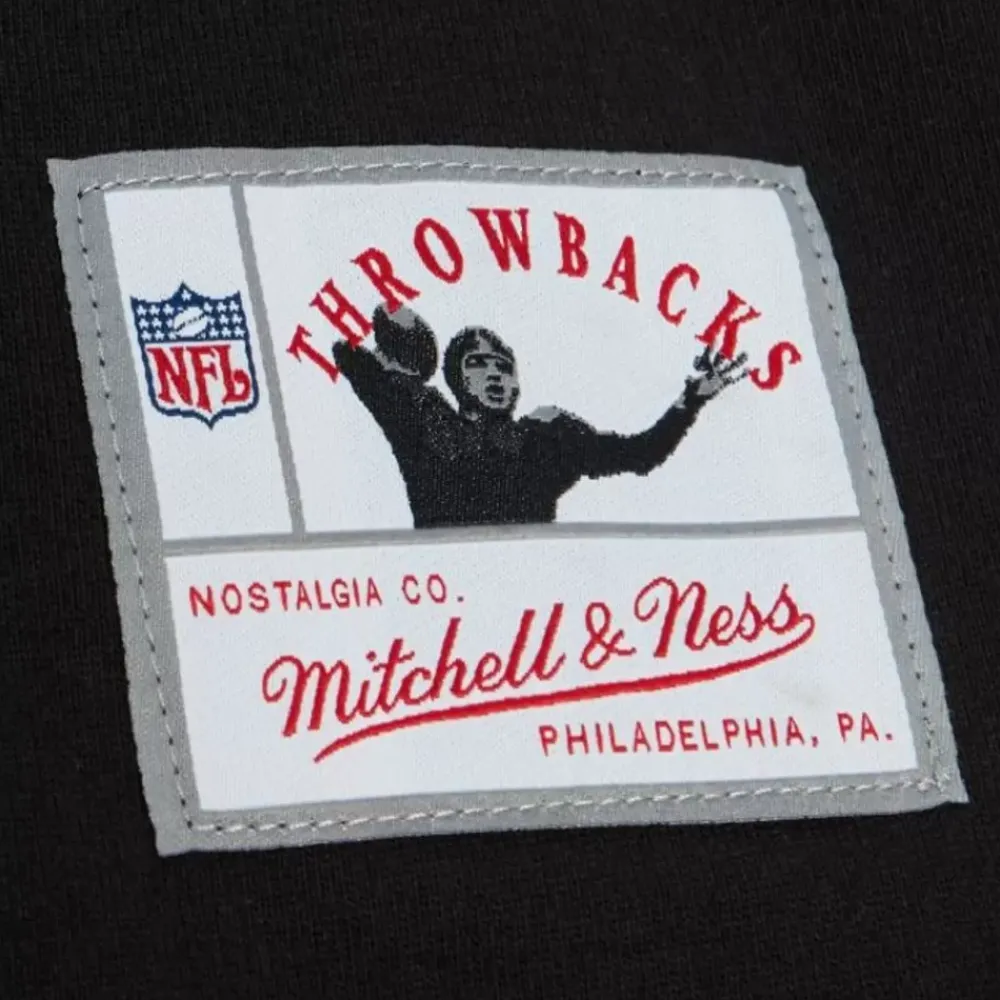 THROWBACKS
NFL
NOSTALGIA CO.
Mitchell & Ness
PHILADELPHIA, PA.